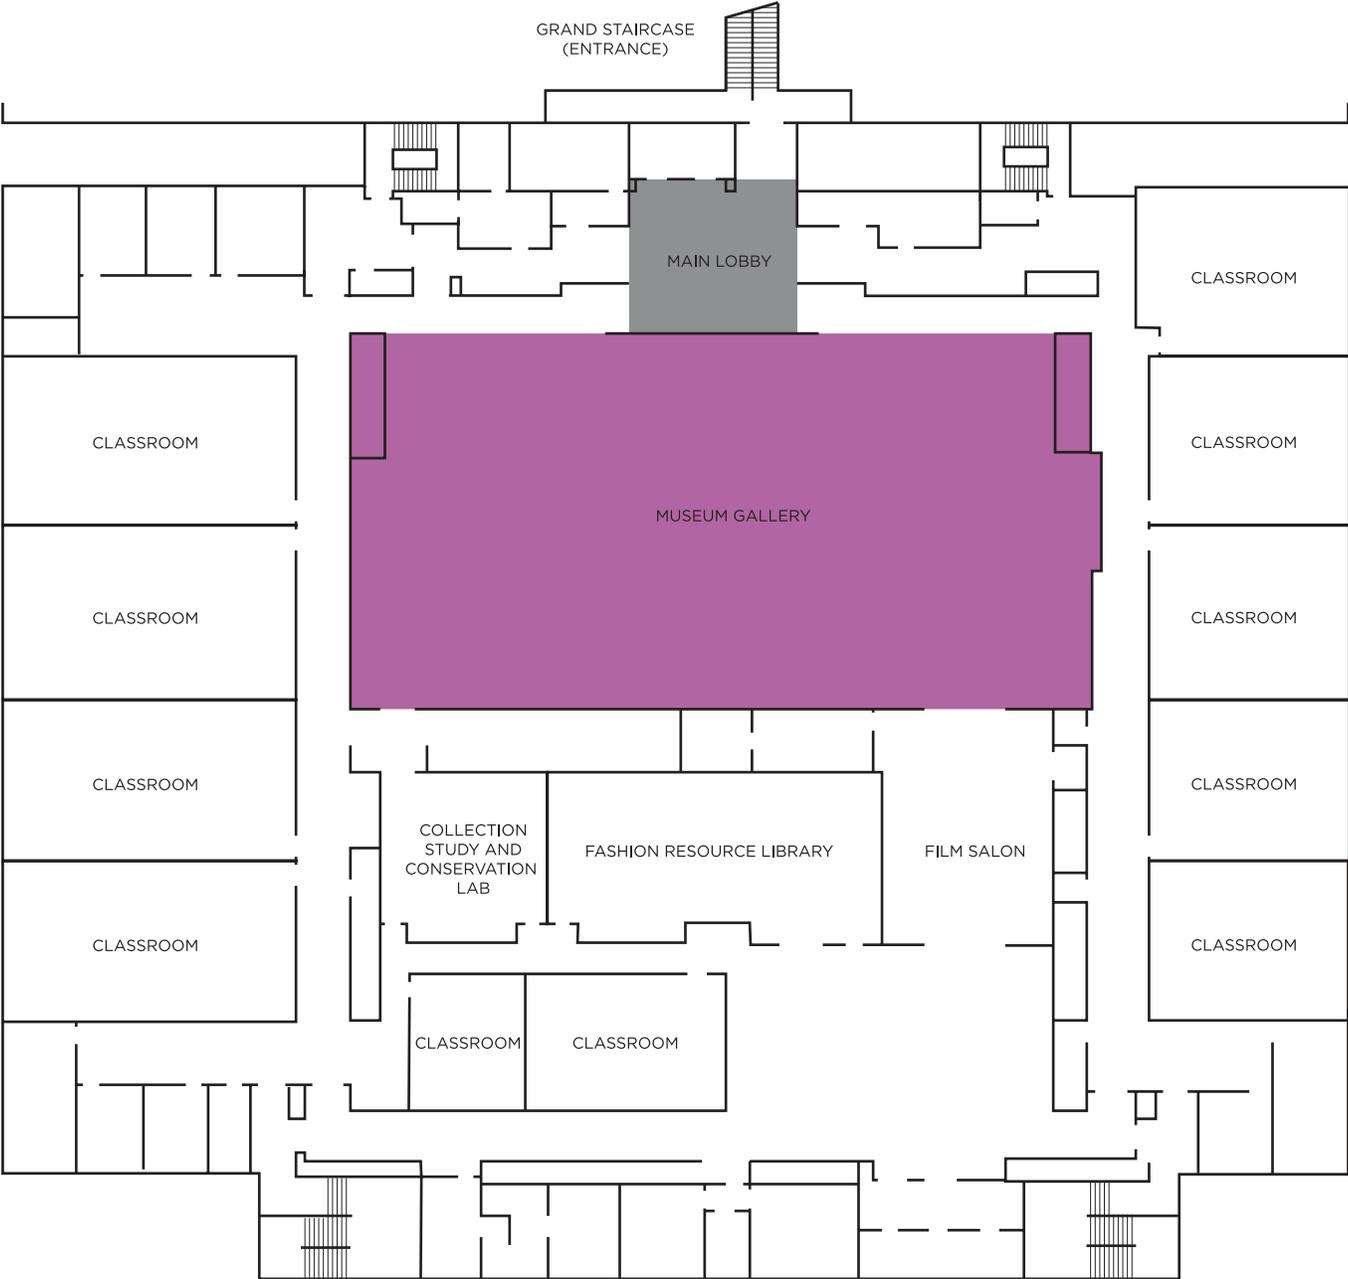 GRAND STAIRCASE
(ENTRANCE)
MAIN LOBBY
CLASSROOM
CLASSROOM
CLASSROOM
MUSEUM GALLERY
CLASSROOM
CLASSROOM
CLASSROOM
CLASSROOM
COLLECTION
STUDY AND
CONSERVATION
LAB
FASHION RESOURCE LIBRARY
FILM SALON
CLASSROOM
CLASSROOM
CLASSROOM
CLASSROOM